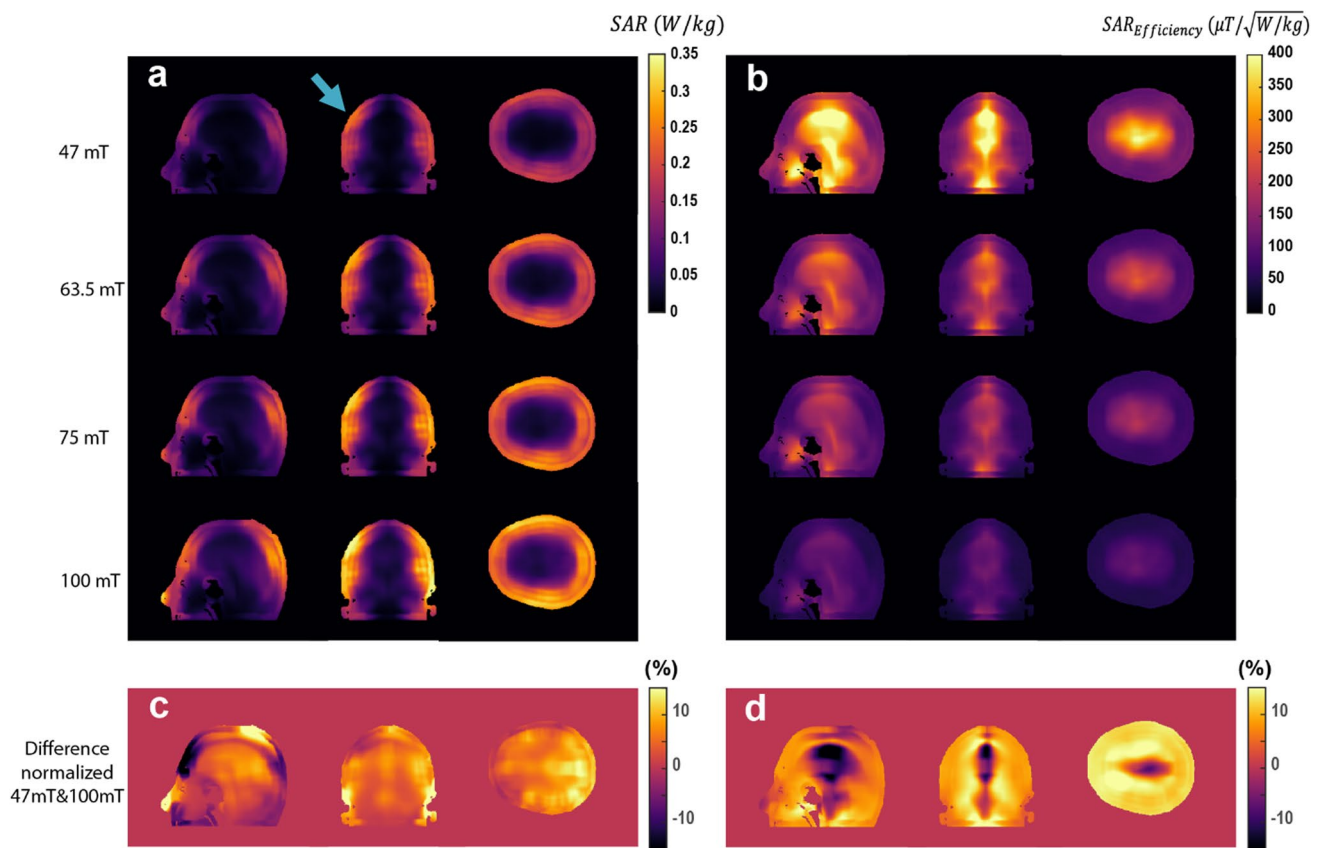 SAR (W/kg)
SAR_Efficiency (μT/√W/kg)
a
b
0.35
0.3
0.25
0.2
0.15
0.1
0.05
0
400
350
300
250
200
150
100
50
0
47 mT
63.5 mT
75 mT
100 mT
(%)
(%)
c
d
10
0
-10
10
0
-10
Difference
normalized
47mT&100mT